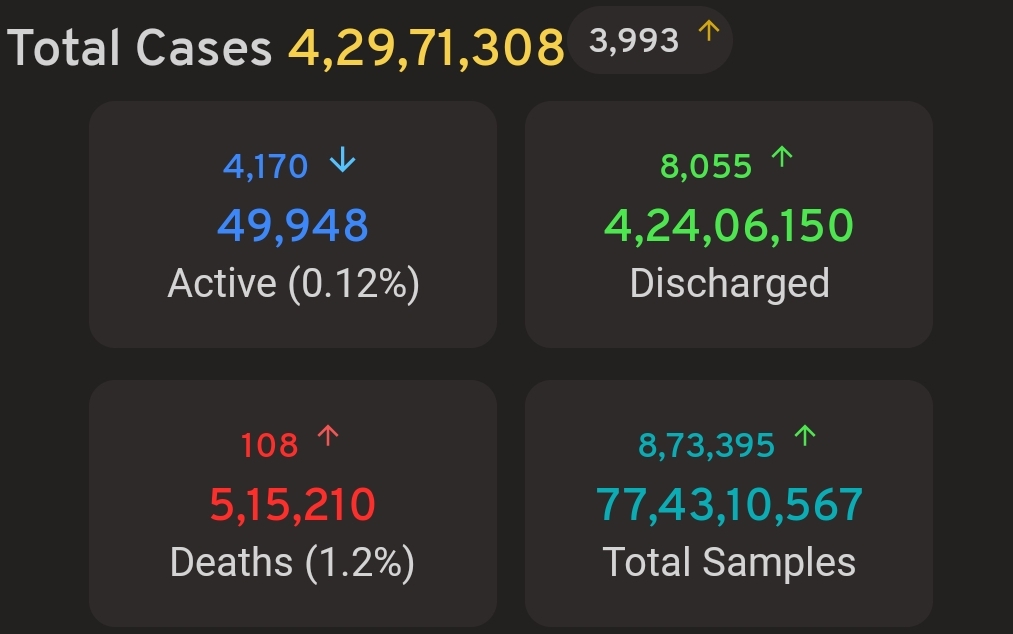 Total Cases 4,29,71,308 3,993 ↑
4,170 ↓
49,948
Active (0.12%)
8,055 ↑
4,24,06,150
Discharged
108 ↑
5,15,210
Deaths (1.2%)
8,73,395 ↑
77,43,10,567
Total Samples